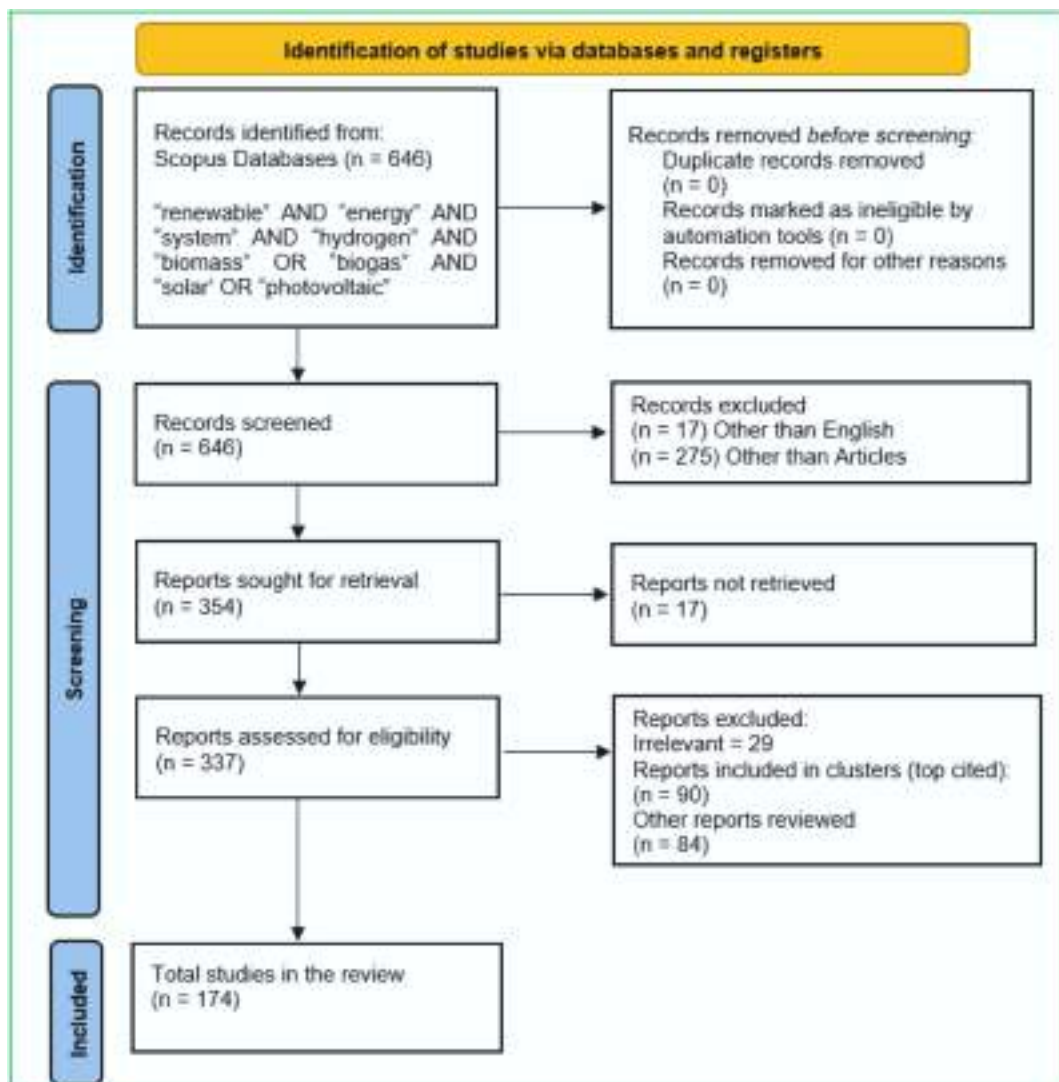 Identification of studies via databases and registers
Identification
Records identified from:
Scopus Databases (n = 646)
"renewable" AND "energy" AND
"system" AND "hydrogen" AND
"biomass" OR "biogas" AND
"solar' OR "photovoltaic"
Records removed before screening:
Duplicate records removed
(n = 0)
Records marked as ineligible by
automation tools (n = 0)
Records removed for other reasons
(n = 0)
Screening
Records screened
(n = 646)
Records excluded
(n = 17) Other than English
(n = 275) Other than Articles
Reports sought for retrieval
(n = 354)
Reports not retrieved
(n = 17)
Reports assessed for eligibility
(n = 337)
Reports excluded:
Irrelevant = 29
Reports included in clusters (top cited):
(n = 90)
Other reports reviewed
(n = 84)
Included
Total studies in the review
(n = 174)